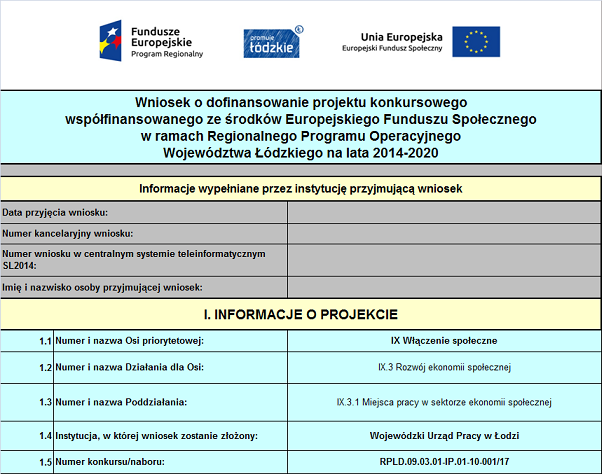 Fundusze
Europejskie
Program Regionalny
promuje
łódzkie
Unia Europejska
Europejski Fundusz Społeczny
Wniosek o dofinansowanie projektu konkursowego
współfinansowanego ze środków Europejskiego Funduszu Społecznego
w ramach Regionalnego Programu Operacyjnego
Województwa Łódzkiego na lata 2014-2020
Informacje wypełniane przez instytucję przyjmującą wniosek
Data przyjęcia wniosku:
Numer kancelaryjny wniosku:
Numer wniosku w centralnym systemie teleinformatycznym
SL2014:
Imię i nazwisko osoby przyjmującej wniosek:
I. INFORMACJE O PROJEKCIE
1.1 Numer i nazwa Osi priorytetowej: IX Włączenie społeczne
1.2 Numer i nazwa Działania dla Osi: IX.3 Rozwój ekonomii społecznej
1.3 Numer i nazwa Poddziałania: IX.3.1 Miejsca pracy w sektorze ekonomii społecznej
1.4 Instytucja, w której wniosek zostanie złożony: Wojewódzki Urząd Pracy w Łodzi
1.5 Numer konkursu/naboru: RPLD.09.03.01-IP.01-10-001/17